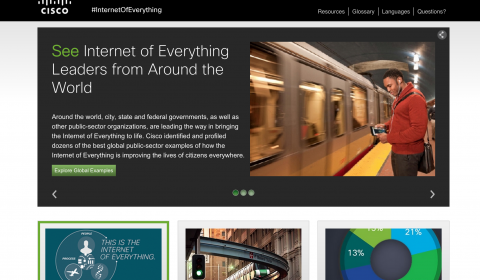 CISCO
#InternetOfEverything
Resources | Glossary | Languages | Questions?
See Internet of Everything
Leaders from Around the
World
Around the world, city, state and federal governments, as well as
other public-sector organizations, are leading the way in bringing
the Internet of Everything to life. Cisco identified and profiled
dozens of the best global public-sector examples of how the
Internet of Everything is improving the lives of citizens everywhere.
Explore Global Examples
PEOPLE
PROCESS
THIS IS THE
INTERNET
OF EVERYTHING.
15%
21%
13%